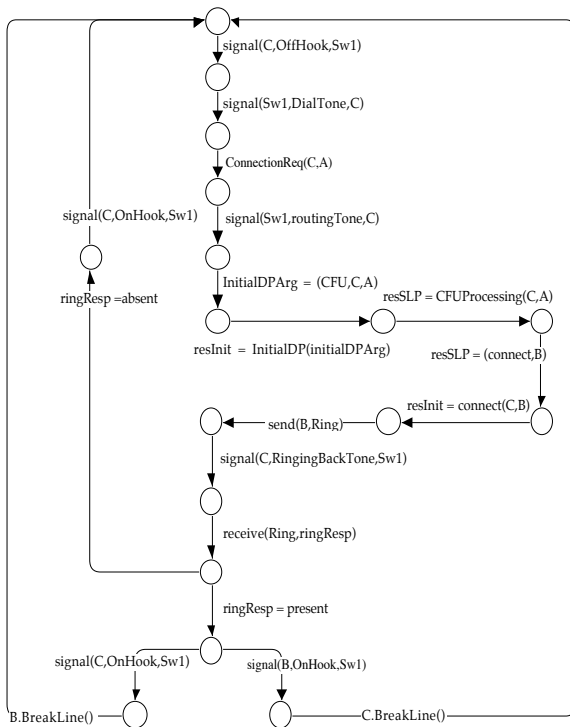 signal(C,OffHook,Sw1)
signal(Sw1,DialTone,C)
ConnectionReq(C,A)
signal(C,OnHook,Sw1)
signal(Sw1,routingTone,C)
InitialDPArg = (CFU,C,A)
resSLP = CFUProcessing(C,A)
ringResp =absent
resInit = InitialDP(initialDPArg)
resSLP = (connect,B)
resInit = connect(C,B)
send(B,Ring)
signal(C,RingingBackTone,Sw1)
receive(Ring,ringResp)
ringResp = present
signal(C,OnHook,Sw1)
signal(B,OnHook,Sw1)
B.BreakLine()
C.BreakLine()